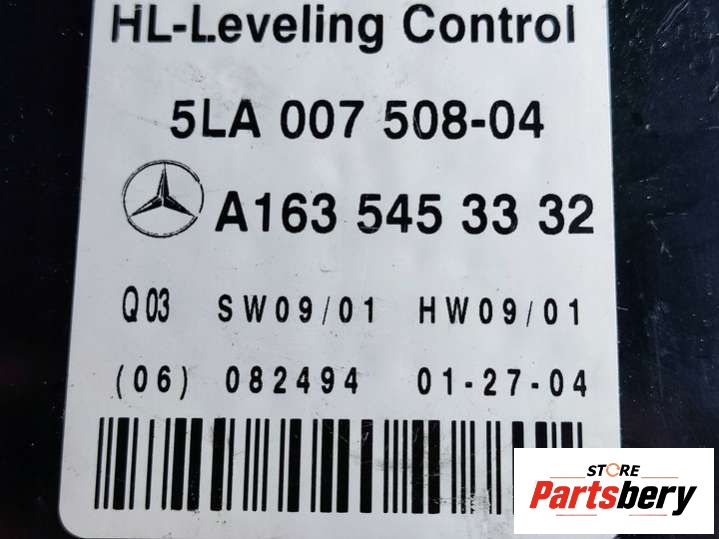 HL-Leveling Control
5LA 007 508-04
A163 545 33 32
Q03 SW09/01 HW09/01
(06) 082494 01-27-04
STORE
Partsbery